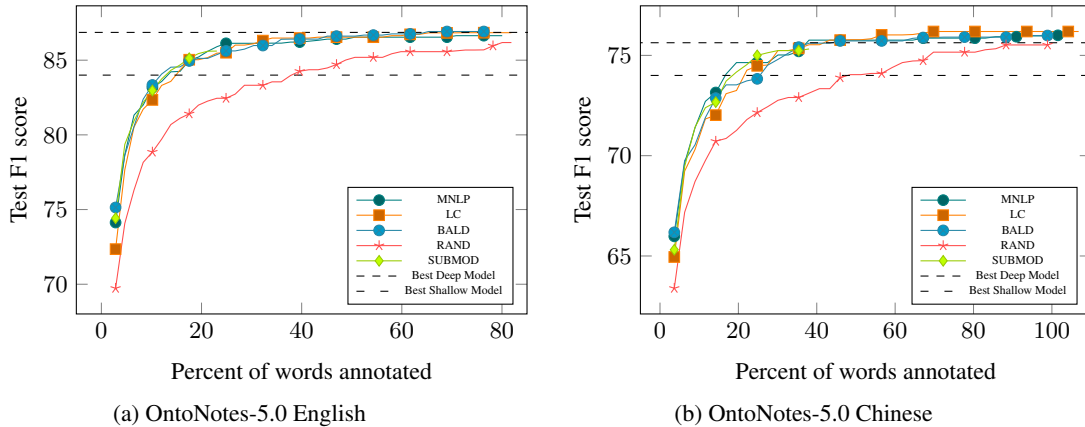 85
80
75
70
Test F1 score
MNLP
LC
BALD
RAND
SUBMOD
Best Deep Model
Best Shallow Model
0 20 40 60 80
Percent of words annotated
(a) OntoNotes-5.0 English
75
70
65
Test F1 score
MNLP
LC
BALD
RAND
SUBMOD
Best Deep Model
Best Shallow Model
0 20 40 60 80 100
Percent of words annotated
(b) OntoNotes-5.0 Chinese